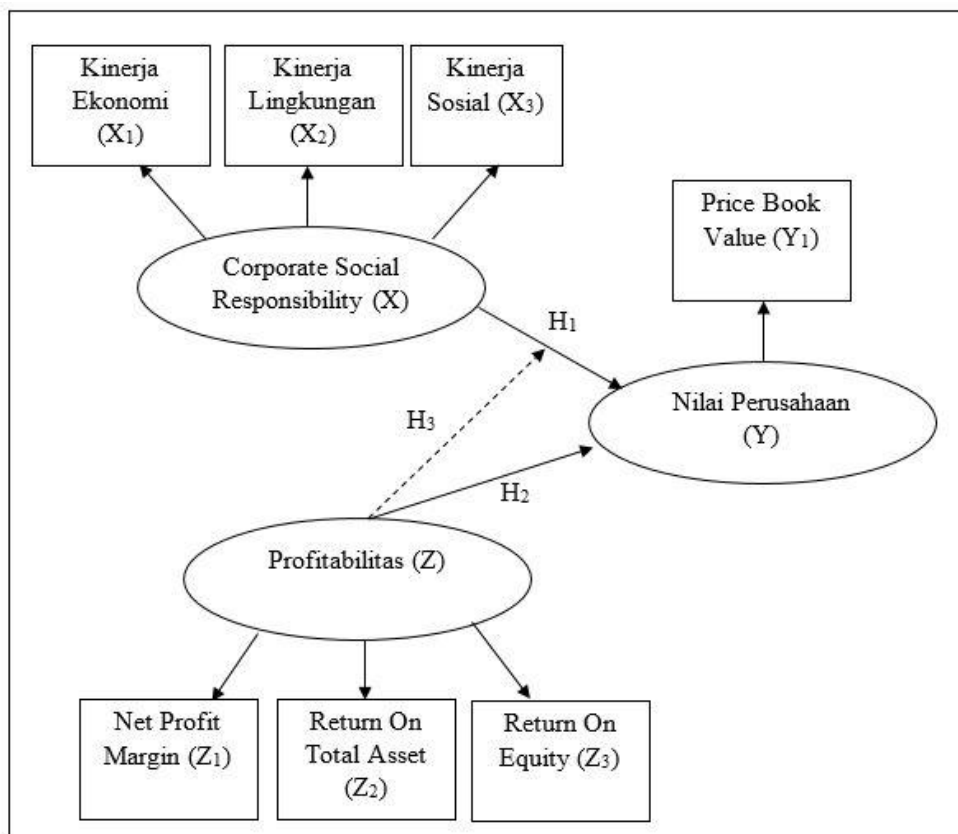 Kinerja
Ekonomi
(X₁)
Kinerja
Lingkungan
(X₂)
Kinerja
Sosial (X₃)
Price Book
Value (Y₁)
Corporate Social
Responsibility (X)
H₁
Nilai Perusahaan
(Y)
H₃
H₂
Profitabilitas (Z)
Net Profit
Margin (Z₁)
Return On
Total Asset
(Z₂)
Return On
Equity (Z₃)